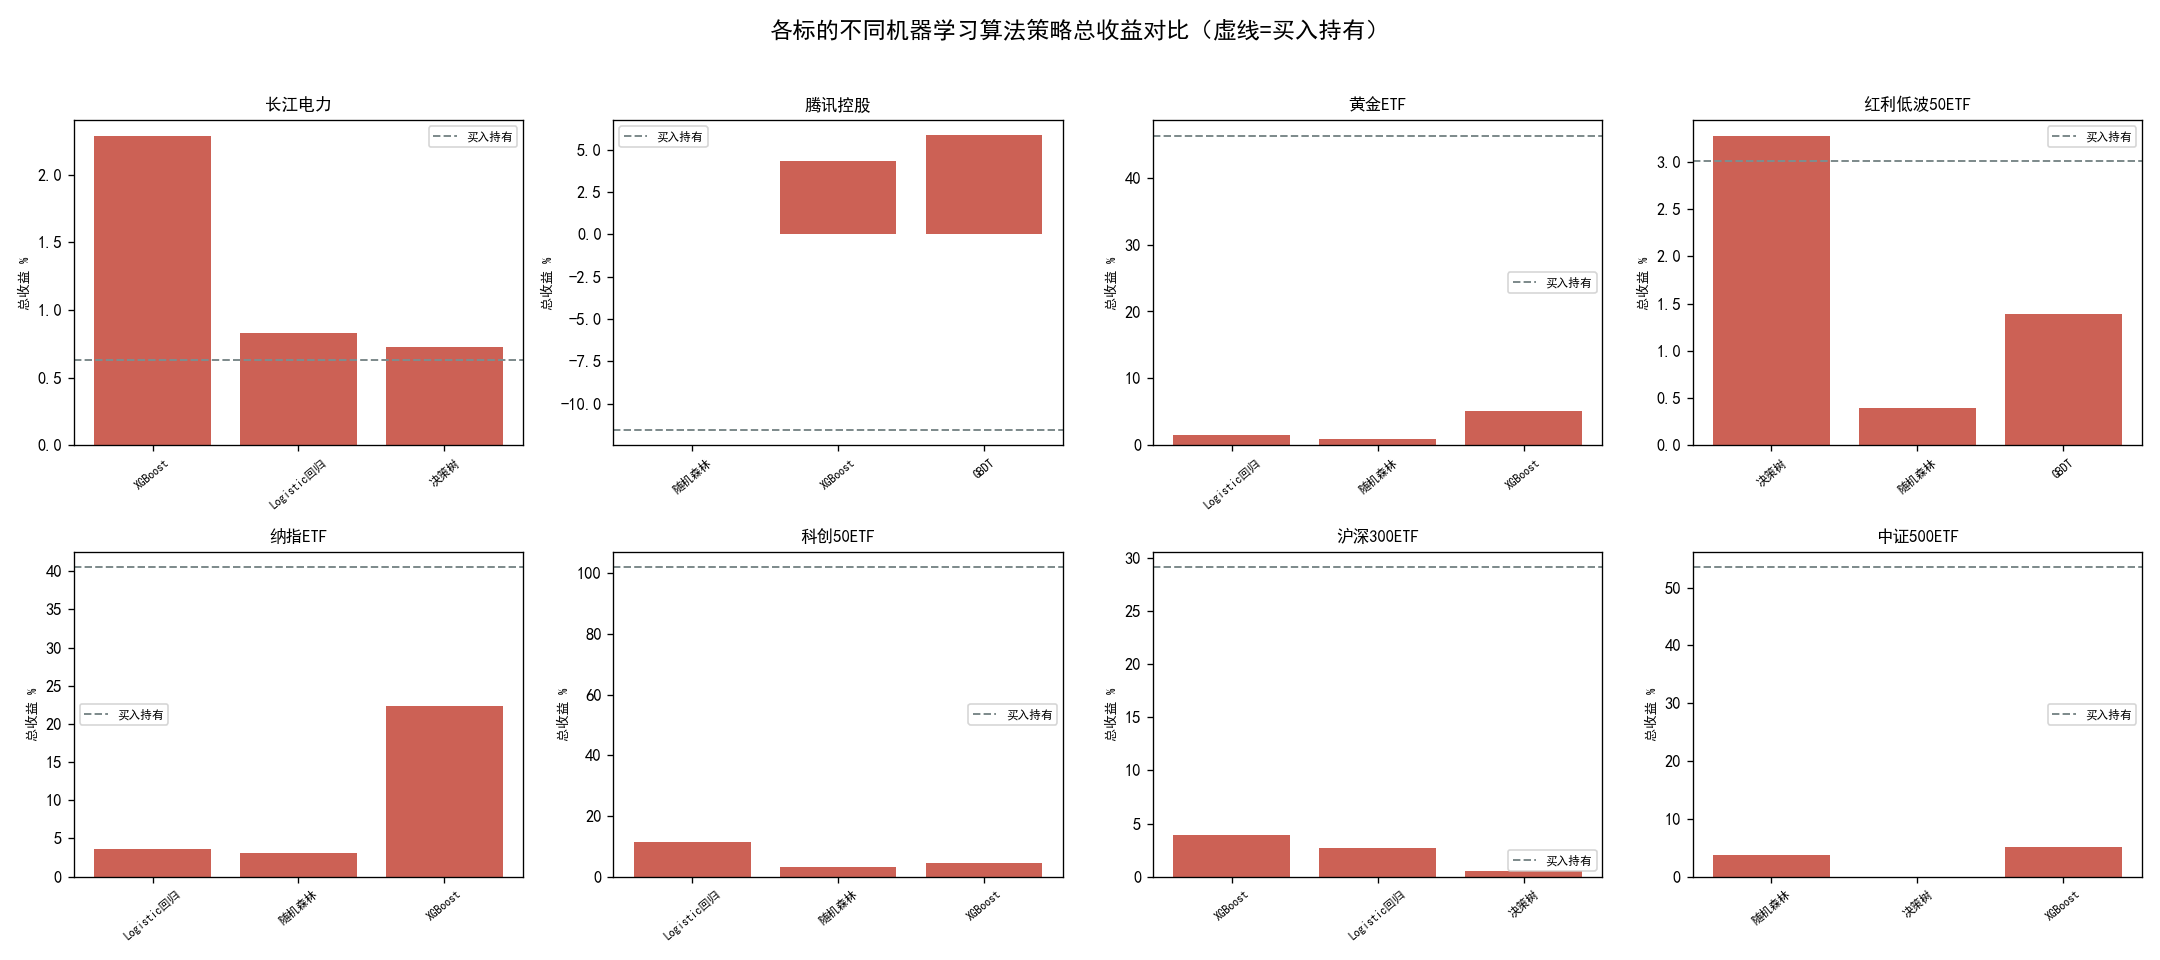 各标的不同机器学习算法策略总收益对比（虚线=买入持有）
长江电力
总收益 %
2.0
1.5
1.0
0.5
0.0
买入持有
XGBoost
Logistic回归
决策树
腾讯控股
总收益 %
5.0
2.5
0.0
−2.5
−5.0
−7.5
−10.0
买入持有
随机森林
XGBoost
GBDT
黄金ETF
总收益 %
40
30
20
10
0
买入持有
Logistic回归
随机森林
XGBoost
红利低波50ETF
总收益 %
3.0
2.5
2.0
1.5
1.0
0.5
0.0
买入持有
决策树
随机森林
GBDT
纳指ETF
总收益 %
40
35
30
25
20
15
10
5
0
买入持有
Logistic回归
随机森林
XGBoost
科创50ETF
总收益 %
100
80
60
40
20
0
买入持有
Logistic回归
随机森林
XGBoost
沪深300ETF
总收益 %
30
25
20
15
10
5
0
买入持有
XGBoost
Logistic回归
决策树
中证500ETF
总收益 %
50
40
30
20
10
0
买入持有
随机森林
决策树
XGBoost